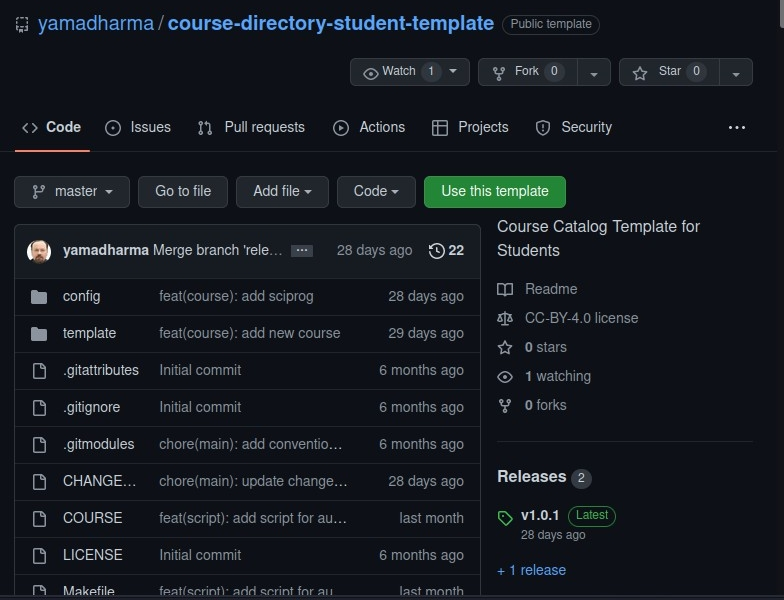 yamadharma / course-directory-student-template Public template
Watch 1 Fork 0 Star 0
Code Issues Pull requests Actions Projects Security ...
master Go to file Add file Code Use this template
Course Catalog Template for
Students
yamadharma Merge branch 'rele... ... 28 days ago 22
config feat(course): add sciprog 28 days ago
template feat(course): add new course 29 days ago
.gitattributes Initial commit 6 months ago
.gitignore Initial commit 6 months ago
.gitmodules chore(main): add conventio... 6 months ago
CHANGE... chore(main): update change... 28 days ago
COURSE feat(script): add script for au... last month
LICENSE Initial commit 6 months ago
Makefile feat(script): add script for au... last month
Readme
CC-BY-4.0 license
0 stars
1 watching
0 forks
Releases 2
v1.0.1 Latest
28 days ago
+ 1 release